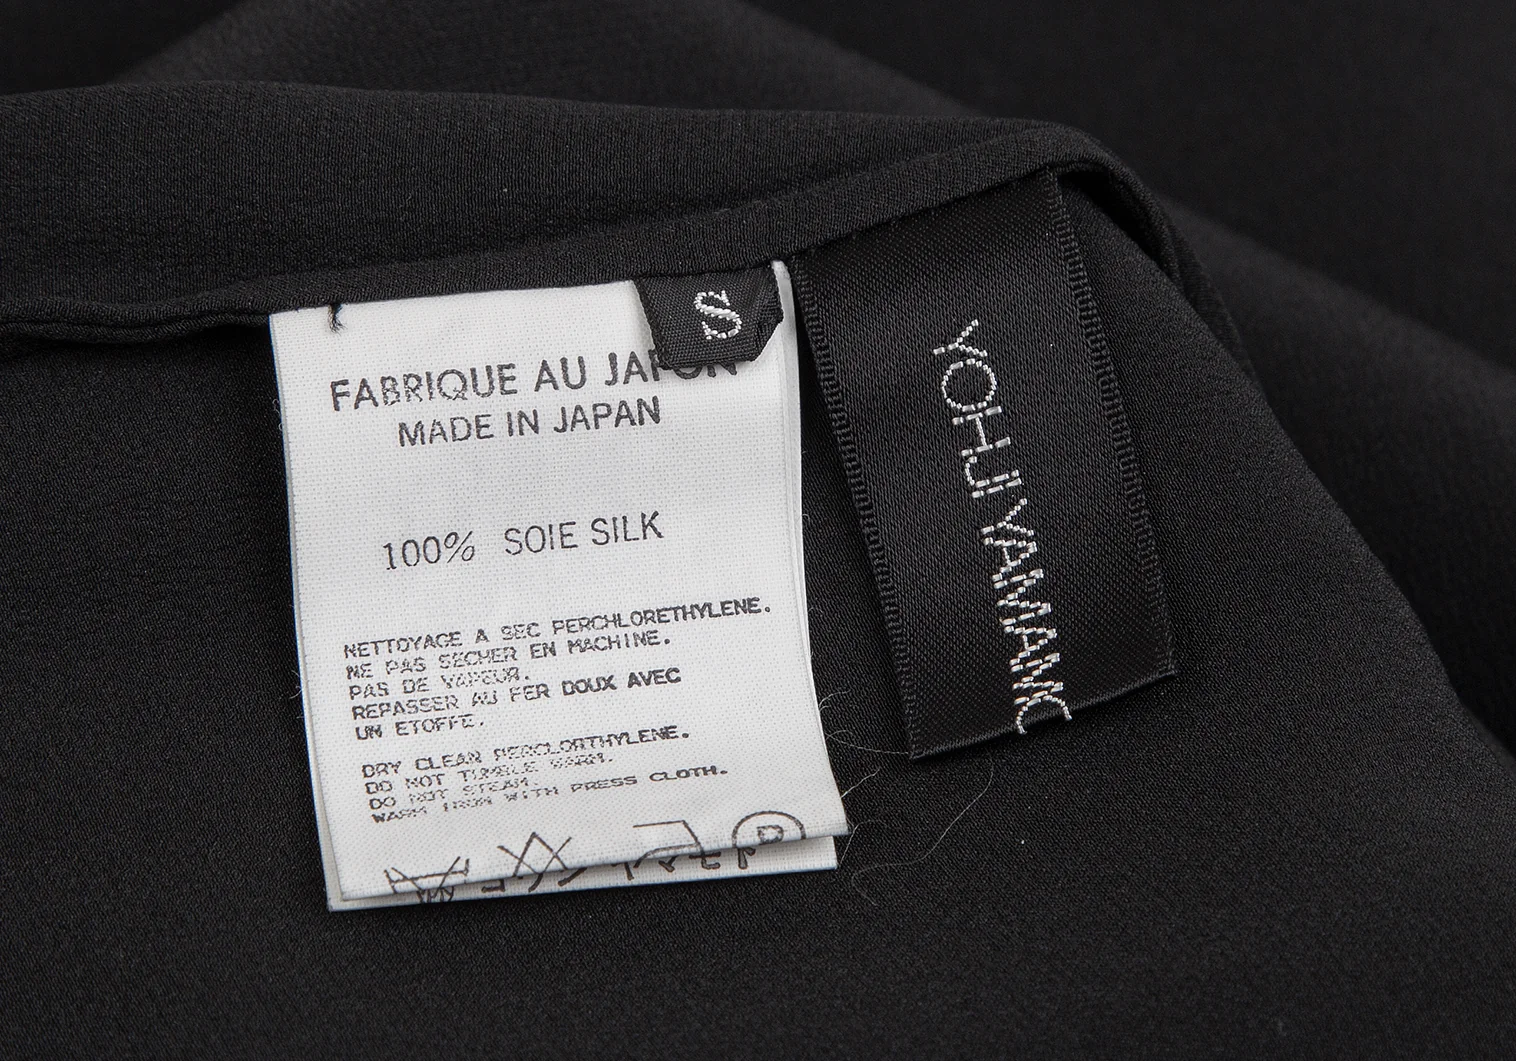 S
FABRIQUE AU JAPON
MADE IN JAPAN
100% SOIE SILK
NETTOYAGE A SEC PERCHLORETHYLENE.
NE PAS SECHER EN MACHINE.
PAS DE VAPEUR.
REPASSER AU FER DOUX AVEC
UN ETOFFE.
DRY CLEAN PERCLORTHYLENE.
DO NOT TUMBLE WARM.
DO NOT STEAM.
WARM IRON WITH PRESS CLOTH.
P
YOHJI YAMAMO